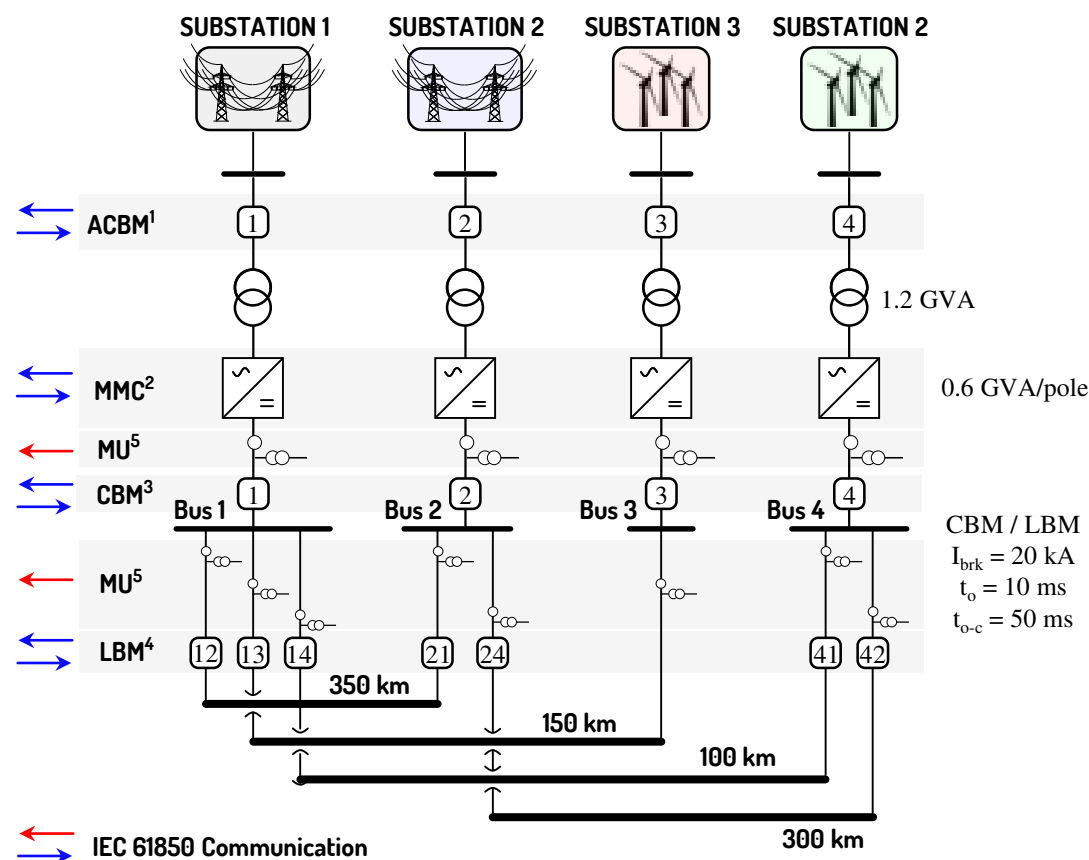 SUBSTATION 1 SUBSTATION 2 SUBSTATION 3 SUBSTATION 2
ACBM¹ 1 2 3 4
1.2 GVA
MMC² 0.6 GVA/pole
MU⁵
CBM³ 1 2 3 4
Bus 1 Bus 2 Bus 3 Bus 4
CBM / LBM
I_brk = 20 kA
MU⁵ t_o = 10 ms
t_o-c = 50 ms
LBM⁴ 12 13 14 21 24 41 42
350 km
150 km
100 km
300 km
IEC 61850 Communication